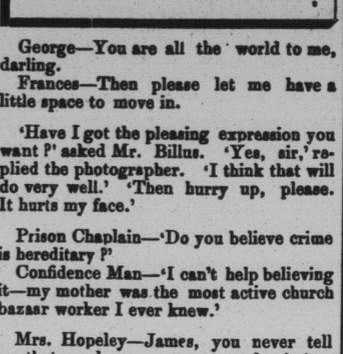 George—You are all the world to me,
darling.
Frances—Then please let me have a
little space to move in.
'Have I got the pleasing expression you
want?' asked Mr. Billus. 'Yes, sir,' re-
plied the photographer. 'I think that will
do very well.' 'Then hurry up, please.
It hurts my face.'
Prison Chaplain—'Do you believe crime
is hereditary?'
Confidence Man—'I can't help believing
it—my mother was the most active church
bazaar worker I ever knew.'
Mrs. Hopeley—James, you never tell